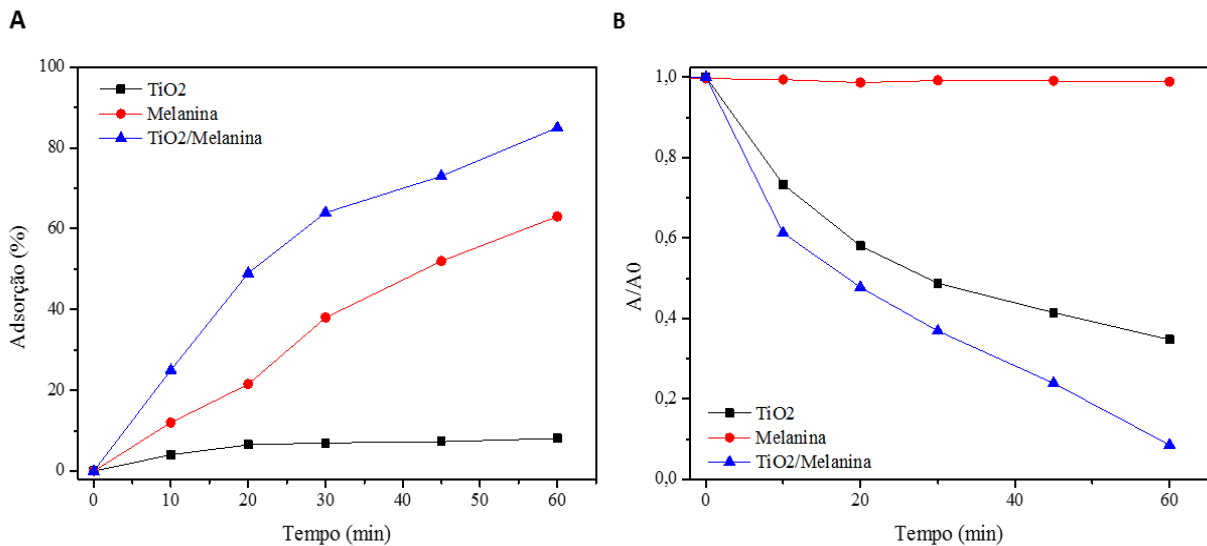 A
100
80
60
40
20
0
Adsorção (%)
TiO2
Melanina
TiO2/Melanina
0 10 20 30 40 50 60
Tempo (min)
B
1,0
0,8
0,6
0,4
0,2
0,0
A/A0
TiO2
Melanina
TiO2/Melanina
0 20 40 60
Tempo (min)